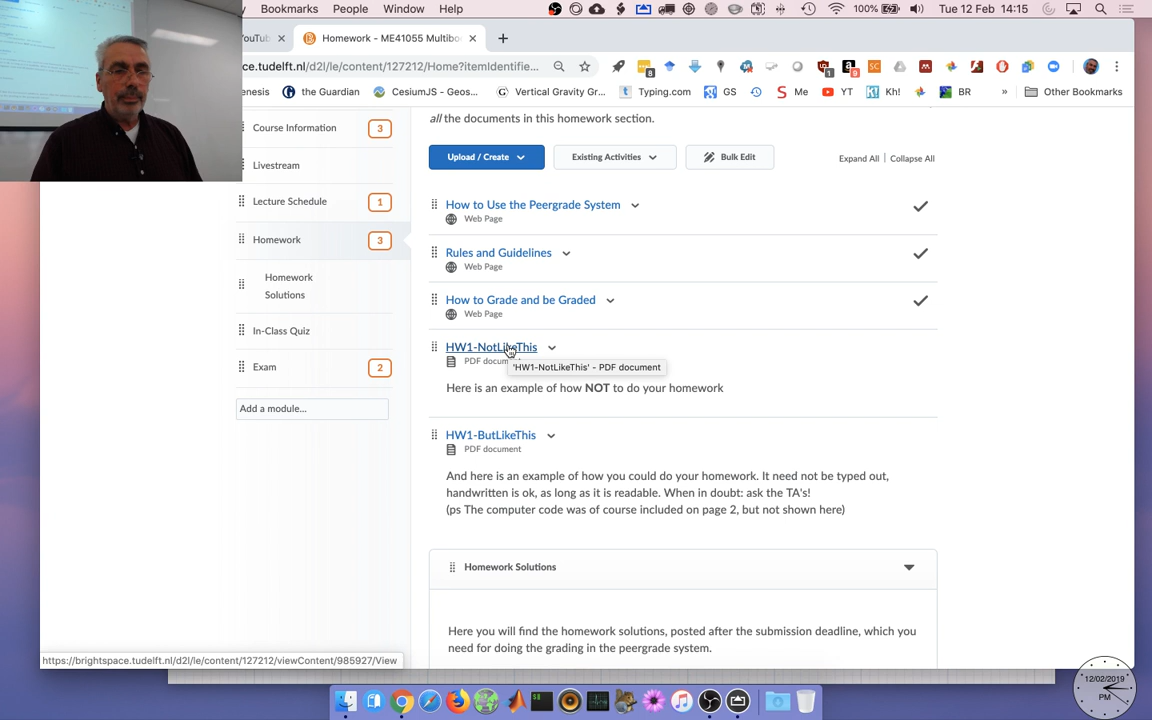 Bookmarks People Window Help 100% Tue 12 Feb 14:15
YouTub × Homework - ME41055 Multibo × +
ce.tudelft.nl/d2l/le/content/127212/Home?itemIdentifie...
enesis the Guardian CesiumJS - Geos... Vertical Gravity Gr... Typing.com GS Me YT Kh! BR » Other Bookmarks
all the documents in this homework section.
Course Information 3
Livestream
Lecture Schedule 1
Homework 3
Homework
Solutions
In-Class Quiz
Exam 2
Add a module...
Upload / Create Existing Activities Bulk Edit Expand All | Collapse All
How to Use the Peergrade System
Web Page
Rules and Guidelines
Web Page
How to Grade and be Graded
Web Page
HW1-NotLikeThis
PDF docum
'HW1-NotLikeThis' - PDF document
Here is an example of how NOT to do your homework
HW1-ButLikeThis
PDF document
And here is an example of how you could do your homework. It need not be typed out,
handwritten is ok, as long as it is readable. When in doubt: ask the TA's!
(ps The computer code was of course included on page 2, but not shown here)
Homework Solutions
Here you will find the homework solutions, posted after the submission deadline, which you
need for doing the grading in the peergrade system.
https://brightspace.tudelft.nl/d2l/le/content/127212/viewContent/985927/View
12/02/2019
PM